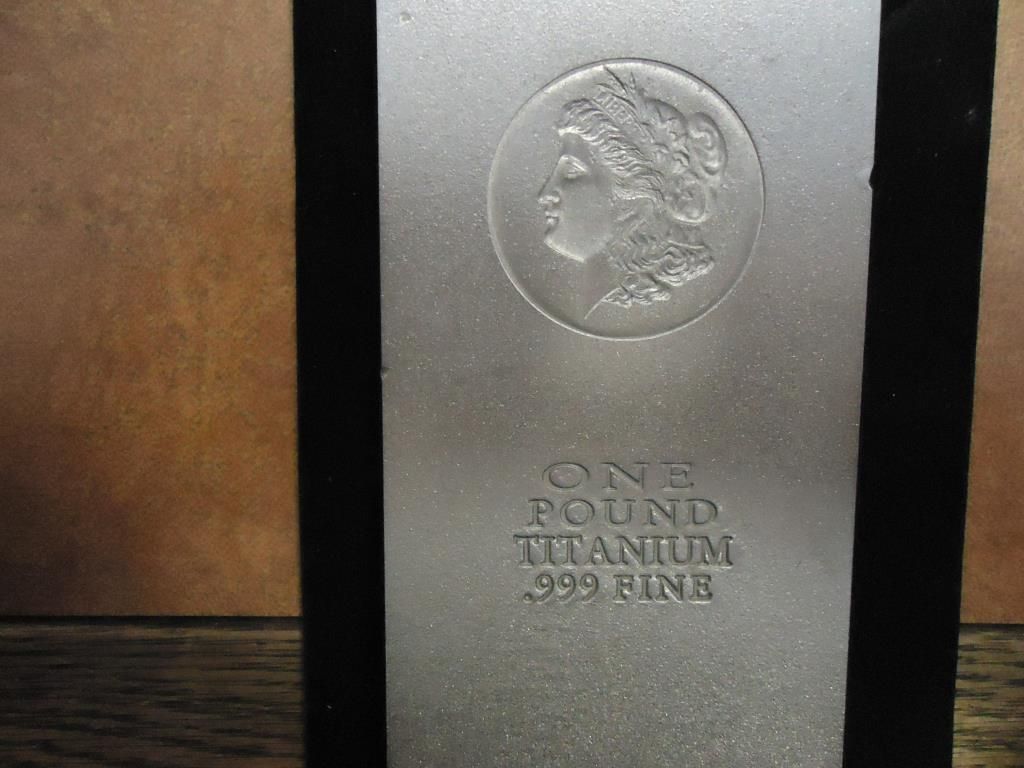 ONE
POUND
TITANIUM
.999 FINE